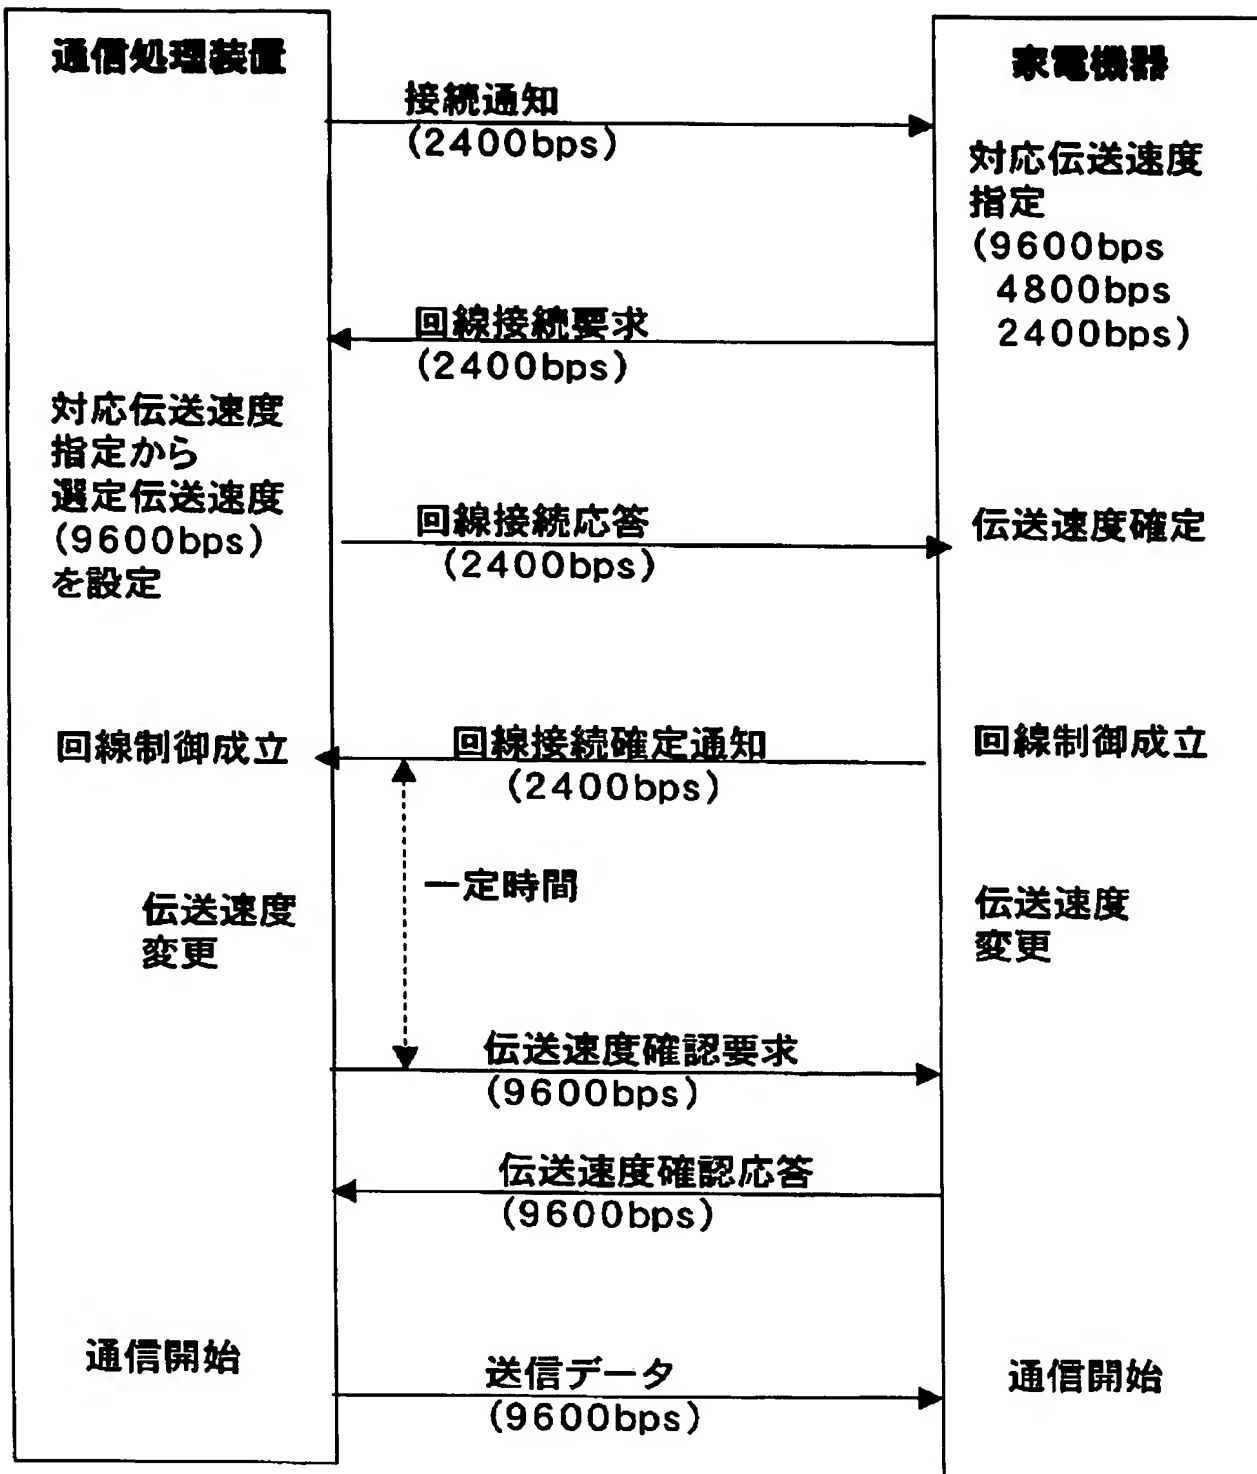 通信処理装置
家電機器
接続通知
(2400bps)
対応伝送速度
指定
(9600bps
4800bps
2400bps)
回線接続要求
(2400bps)
対応伝送速度
指定から
選定伝送速度
(9600bps)
を設定
回線接続応答
(2400bps)
伝送速度確定
回線制御成立
回線接続確定通知
(2400bps)
回線制御成立
一定時間
伝送速度
変更
伝送速度
変更
伝送速度確認要求
(9600bps)
伝送速度確認応答
(9600bps)
通信開始
送信データ
(9600bps)
通信開始